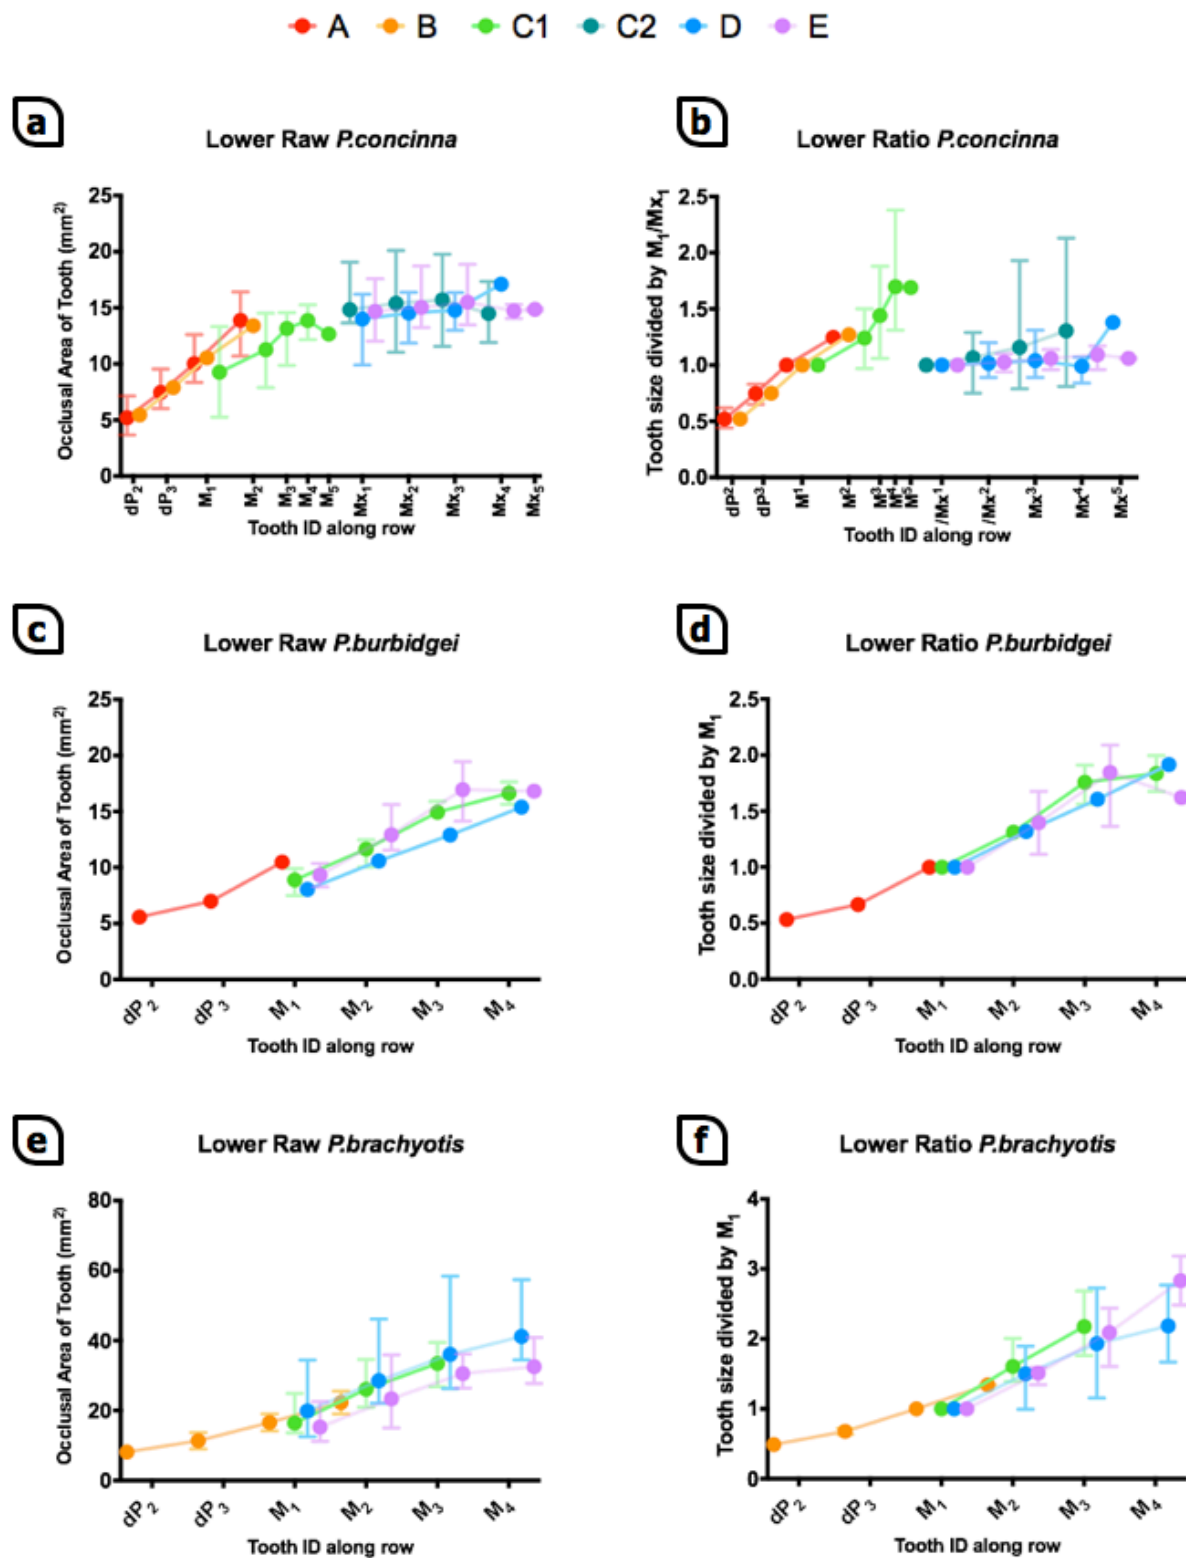 A B C1 C2 D E
a
Lower Raw P.concinna
Occlusal Area of Tooth (mm2)
25
20
15
10
5
0
dP2 dP3 M1 M2 M3 M4 M5 Mx1 Mx2 Mx3 Mx4 Mx5
Tooth ID along row
b
Lower Ratio P.concinna
Tooth size divided by M1/Mx1
2.5
2.0
1.5
1.0
0.5
0.0
dP2 dP3 M1 M2 M3 M4 M5 /Mx1 /Mx2 Mx3 Mx4 Mx5
Tooth ID along row
c
Lower Raw P.burbidgei
Occlusal Area of Tooth (mm2)
25
20
15
10
5
0
dP2 dP3 M1 M2 M3 M4
Tooth ID along row
d
Lower Ratio P.burbidgei
Tooth size divided by M1
2.5
2.0
1.5
1.0
0.5
0.0
dP2 dP3 M1 M2 M3 M4
Tooth ID along row
e
Lower Raw P.brachyotis
Occlusal Area of Tooth (mm2)
80
60
40
20
0
dP2 dP3 M1 M2 M3 M4
Tooth ID along row
f
Lower Ratio P.brachyotis
Tooth size divided by M1
4
3
2
1
0
dP2 dP3 M1 M2 M3 M4
Tooth ID along row